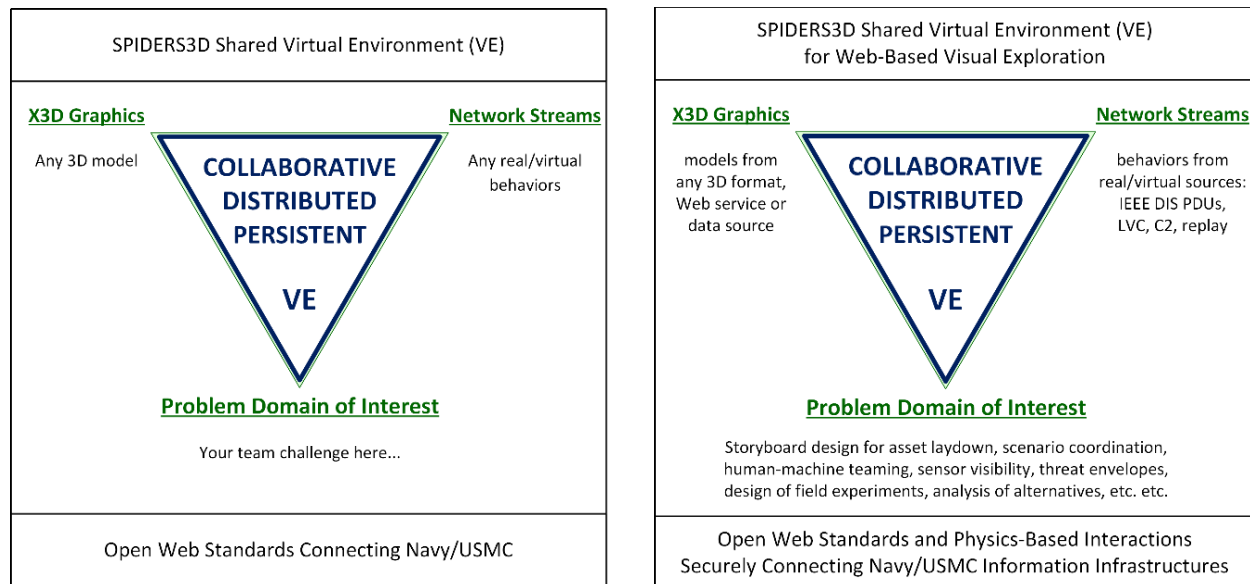 SPIDERS3D Shared Virtual Environment (VE)
X3D Graphics
Network Streams
Any 3D model
Any real/virtual
behaviors
COLLABORATIVE
DISTRIBUTED
PERSISTENT
VE
Problem Domain of Interest
Your team challenge here...
Open Web Standards Connecting Navy/USMC
SPIDERS3D Shared Virtual Environment (VE)
for Web-Based Visual Exploration
X3D Graphics
Network Streams
models from
any 3D format,
Web service or
data source
behaviors from
real/virtual sources:
IEEE DIS PDUs,
LVC, C2, replay
COLLABORATIVE
DISTRIBUTED
PERSISTENT
VE
Problem Domain of Interest
Storyboard design for asset laydown, scenario coordination,
human-machine teaming, sensor visibility, threat envelopes,
design of field experiments, analysis of alternatives, etc. etc.
Open Web Standards and Physics-Based Interactions
Securely Connecting Navy/USMC Information Infrastructures